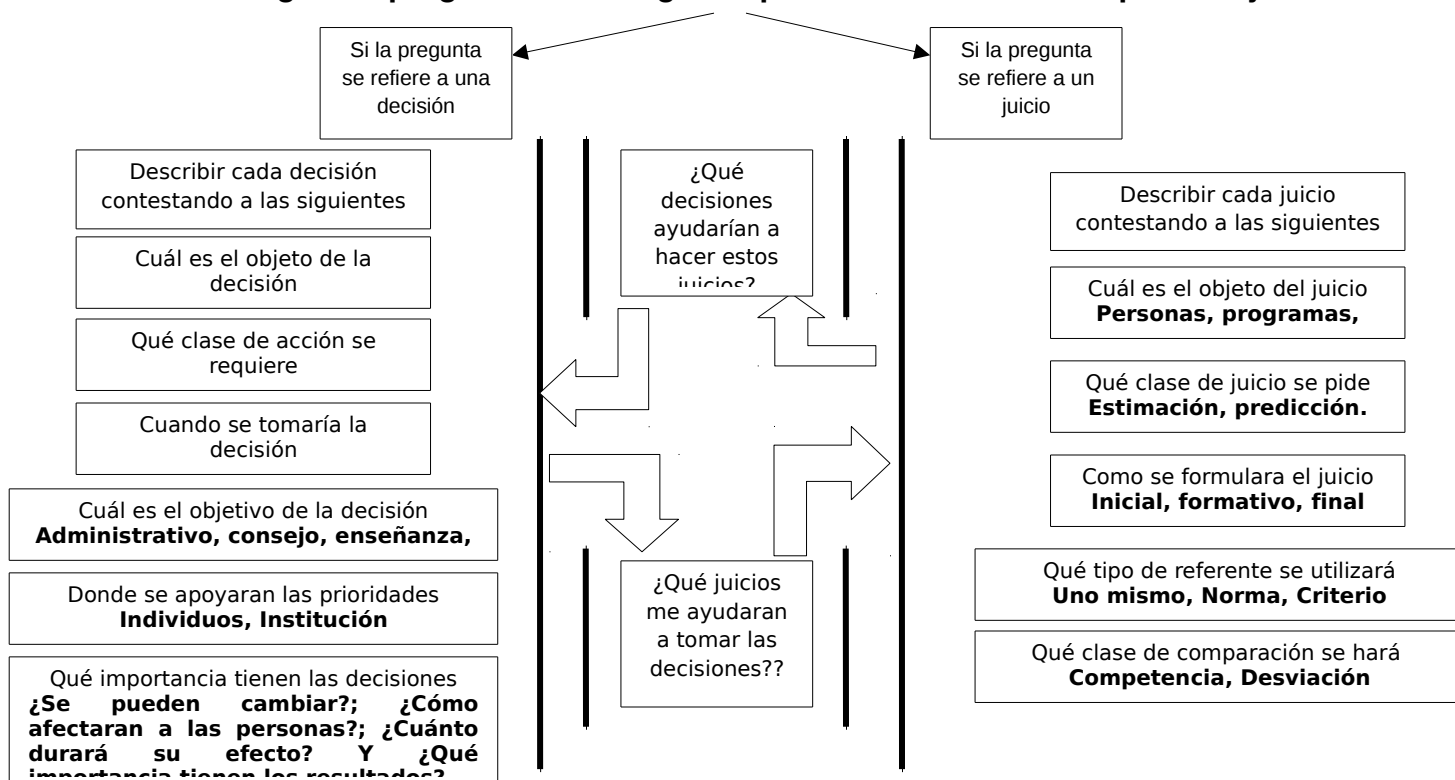 Si la pregunta
se refiere a una
decisión
Si la pregunta
se refiere a un
juicio
Describir cada decisión
contestando a las siguientes
Cuál es el objeto de la
decisión
Qué clase de acción se
requiere
Cuando se tomaría la
decisión
Cuál es el objetivo de la decisión
Administrativo, consejo, enseñanza,
Donde se apoyaran las prioridades
Individuos, Institución
Qué importancia tienen las decisiones
¿Se pueden cambiar?; ¿Cómo
afectaran a las personas?; ¿Cuánto
durará su efecto? Y ¿Qué
importancia tienen los resultados?
¿Qué
decisiones
ayudarían a
hacer estos
juicios?
¿Qué juicios
me ayudaran
a tomar las
decisiones??
Describir cada juicio
contestando a las siguientes
Cuál es el objeto del juicio
Personas, programas,
Qué clase de juicio se pide
Estimación, predicción.
Como se formulara el juicio
Inicial, formativo, final
Qué tipo de referente se utilizará
Uno mismo, Norma, Criterio
Qué clase de comparación se hará
Competencia, Desviación